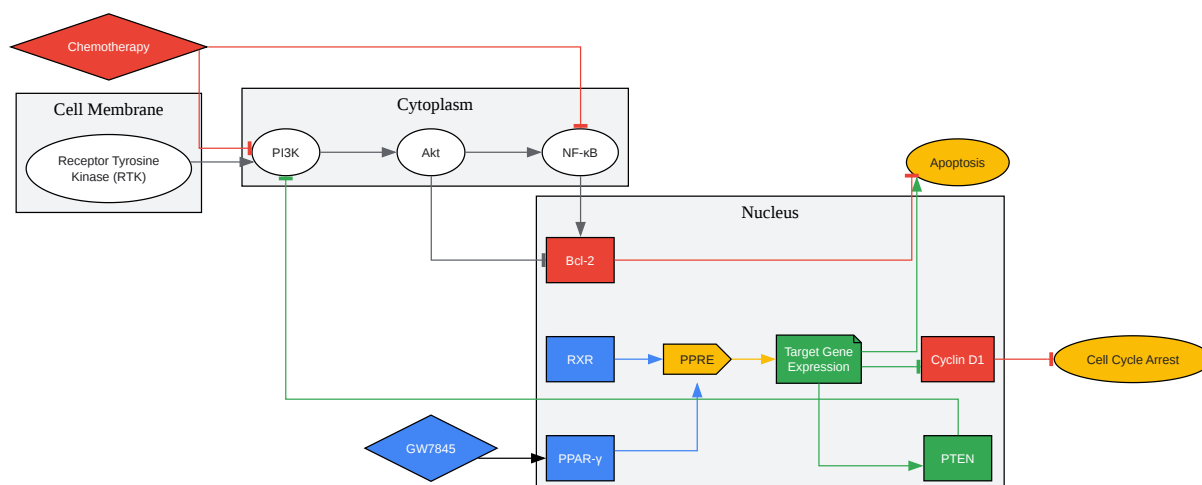 Chemotherapy
Cell Membrane
Cytoplasm
Receptor Tyrosine
Kinase (RTK)
PI3K
Akt
NF-κB
Apoptosis
Nucleus
Bcl-2
RXR
PPRE
Target Gene
Expression
Cyclin D1
Cell Cycle Arrest
GW7845
PPAR-γ
PTEN